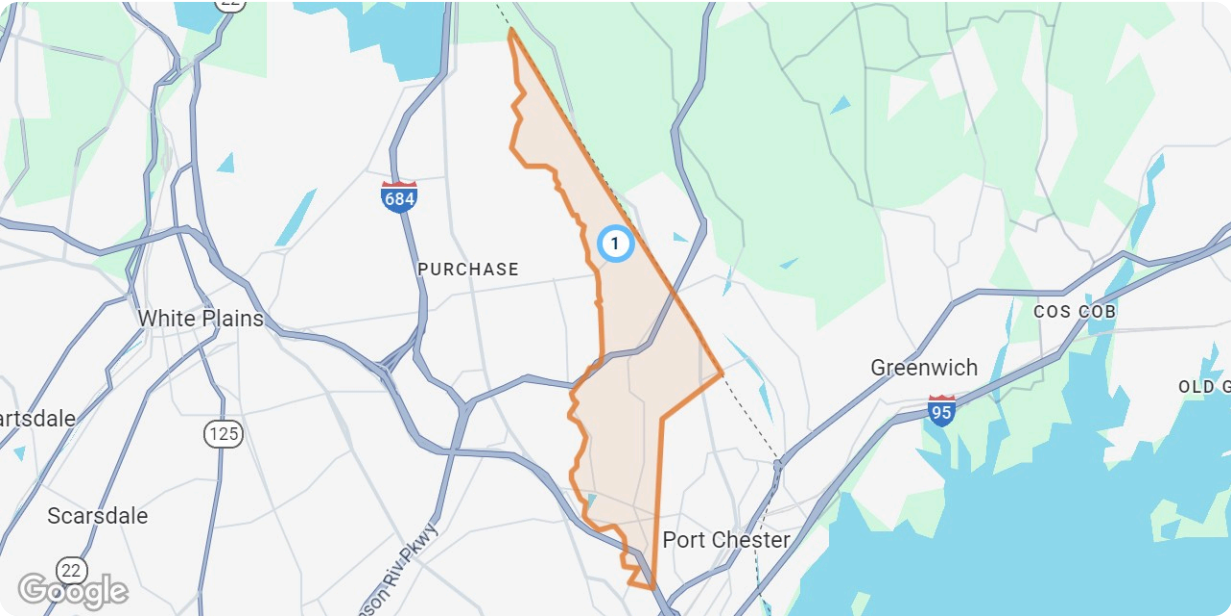 22
684
1
PURCHASE
White Plains
COS COB
Greenwich
OLD G
artsdale
95
125
Scarsdale
Port Chester
son Riv Pkwy
22
Google